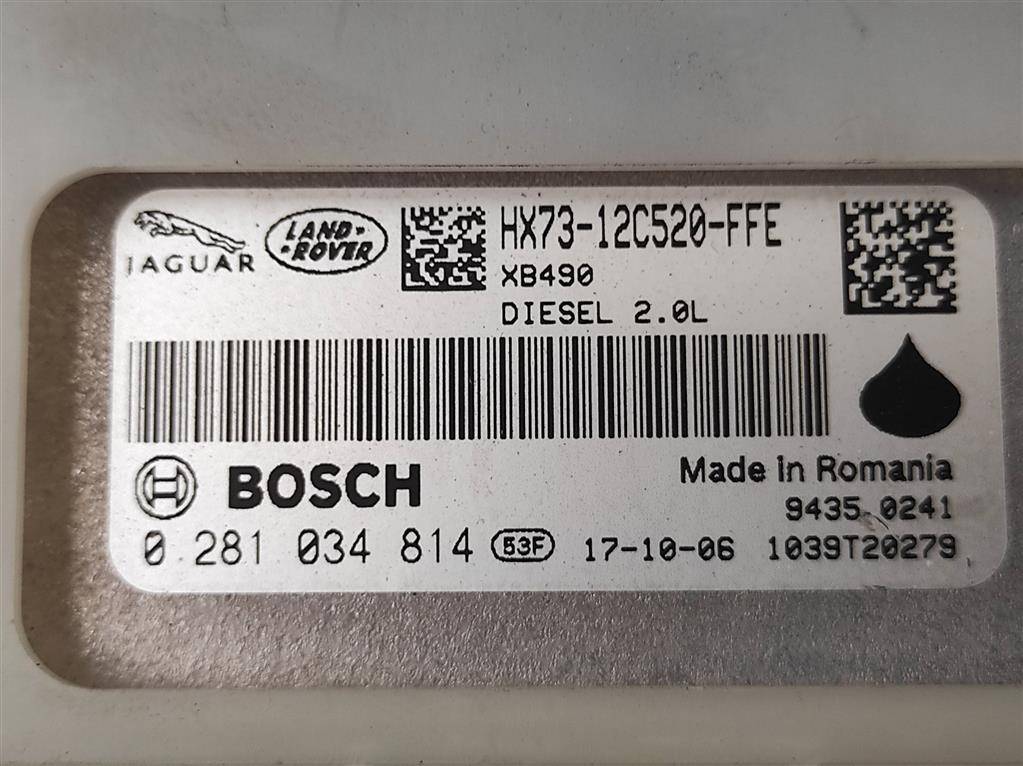 JAGUAR
LAND-
-ROVER
HX73-12C520-FFE
XB490
DIESEL 2.0L
BOSCH
Made in Romania
9435 0241
0 281 034 814 53F 17-10-06 1039T20279